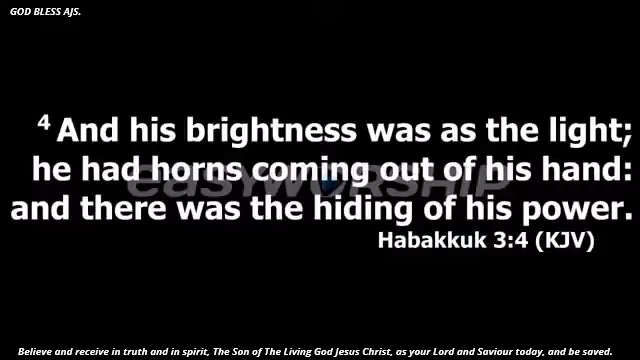 GOD BLESS AJS.
4 And his brightness was as the light;
he had horns coming out of his hand:
easyworship
and there was the hiding of his power.
Habakkuk 3:4 (KJV)
Believe and receive in truth and in spirit, The Son of The Living God Jesus Christ, as your Lord and Saviour today, and be saved.